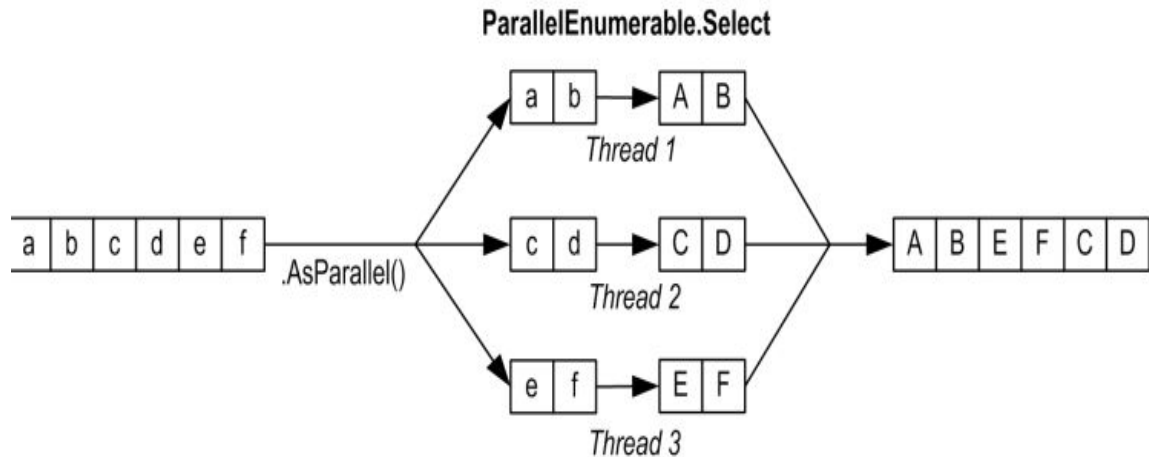 ParallelEnumerable.Select
a b A B
Thread 1
a b c d e f
.AsParallel()
c d C D
Thread 2
A B E F C D
e f E F
Thread 3